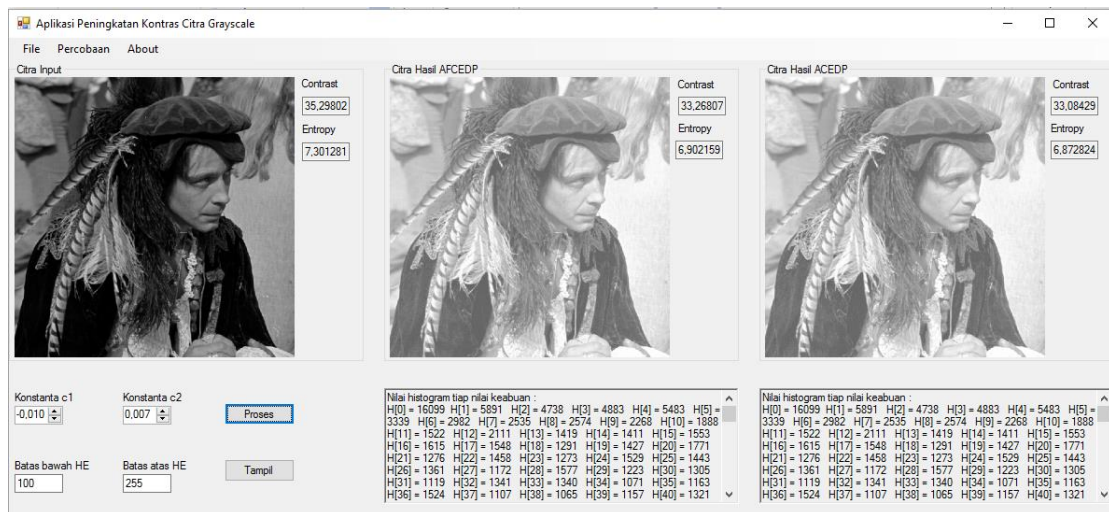 Aplikasi Peningkatan Kontras Citra Grayscale
File Percobaan About
Citra Input
Contrast
35,29802
Entropy
7,301281
Citra Hasil AFCEDP
Contrast
33,26807
Entropy
6,902159
Citra Hasil ACEDP
Contrast
33,08429
Entropy
6,872824
Konstanta c1
-0,010
Konstanta c2
0,007
Proses
Batas bawah HE
100
Batas atas HE
255
Tampil
Nilai histogram tiap nilai keabuan :
H[0] = 16099 H[1] = 5891 H[2] = 4738 H[3] = 4883 H[4] = 5483 H[5] =
3339 H[6] = 2982 H[7] = 2535 H[8] = 2574 H[9] = 2268 H[10] = 1888
H[11] = 1522 H[12] = 2111 H[13] = 1419 H[14] = 1411 H[15] = 1553
H[16] = 1615 H[17] = 1548 H[18] = 1291 H[19] = 1427 H[20] = 1771
H[21] = 1276 H[22] = 1458 H[23] = 1273 H[24] = 1529 H[25] = 1443
H[26] = 1361 H[27] = 1172 H[28] = 1577 H[29] = 1223 H[30] = 1305
H[31] = 1119 H[32] = 1341 H[33] = 1340 H[34] = 1071 H[35] = 1163
H[36] = 1524 H[37] = 1107 H[38] = 1065 H[39] = 1157 H[40] = 1321
Nilai histogram tiap nilai keabuan :
H[0] = 16099 H[1] = 5891 H[2] = 4738 H[3] = 4883 H[4] = 5483 H[5] =
3339 H[6] = 2982 H[7] = 2535 H[8] = 2574 H[9] = 2268 H[10] = 1888
H[11] = 1522 H[12] = 2111 H[13] = 1419 H[14] = 1411 H[15] = 1553
H[16] = 1615 H[17] = 1548 H[18] = 1291 H[19] = 1427 H[20] = 1771
H[21] = 1276 H[22] = 1458 H[23] = 1273 H[24] = 1529 H[25] = 1443
H[26] = 1361 H[27] = 1172 H[28] = 1577 H[29] = 1223 H[30] = 1305
H[31] = 1119 H[32] = 1341 H[33] = 1340 H[34] = 1071 H[35] = 1163
H[36] = 1524 H[37] = 1107 H[38] = 1065 H[39] = 1157 H[40] = 1321